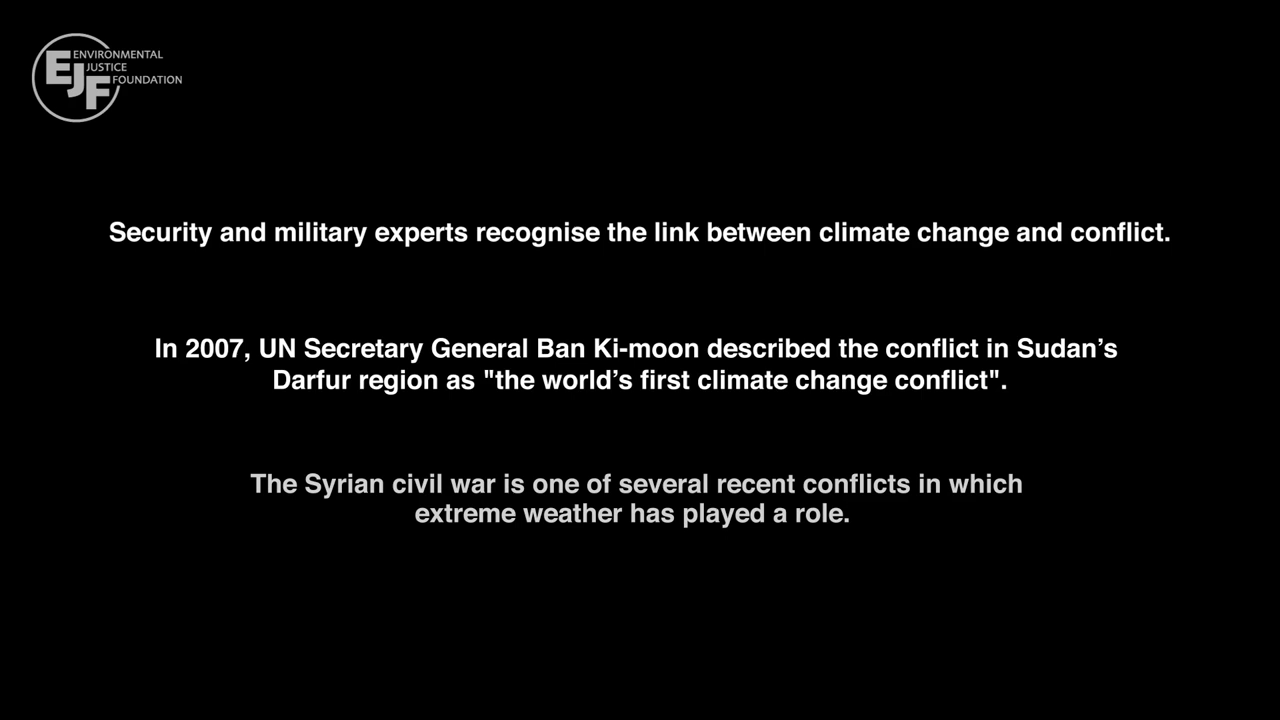 EJF
ENVIRONMENTAL
JUSTICE
FOUNDATION
Security and military experts recognise the link between climate change and conflict.
In 2007, UN Secretary General Ban Ki-moon described the conflict in Sudan’s
Darfur region as "the world’s first climate change conflict".
The Syrian civil war is one of several recent conflicts in which
extreme weather has played a role.